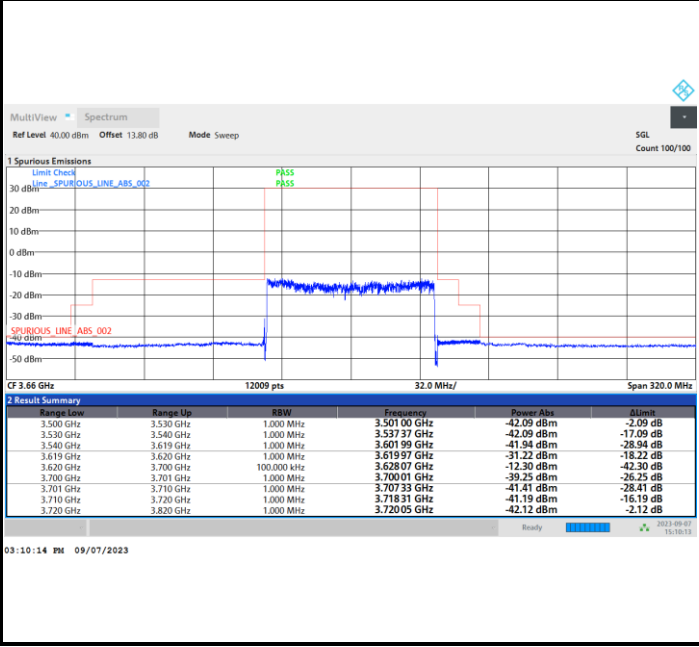 MultiView Spectrum
Ref Level 40.00 dBm Offset 13.80 dB Mode Sweep SGL
Count 100/100
1 Spurious Emissions
Limit Check PASS
Line _SPURIOUS_LINE_ABS_002 PASS
30 dBm
20 dBm
10 dBm
0 dBm
-10 dBm
-20 dBm
-30 dBm
SPURIOUS_LINE_ABS_002
-40 dBm
-50 dBm
CF 3.66 GHz 12009 pts 32.0 MHz/ Span 320.0 MHz
2 Result Summary
Range Low Range Up RBW Frequency Power Abs ΔLimit
3.500 GHz 3.530 GHz 1.000 MHz 3.501 00 GHz -42.09 dBm -2.09 dB
3.530 GHz 3.540 GHz 1.000 MHz 3.537 37 GHz -42.09 dBm -17.09 dB
3.540 GHz 3.619 GHz 1.000 MHz 3.601 99 GHz -41.94 dBm -28.94 dB
3.619 GHz 3.620 GHz 1.000 MHz 3.619 97 GHz -31.22 dBm -18.22 dB
3.620 GHz 3.700 GHz 100.000 kHz 3.628 07 GHz -12.30 dBm -42.30 dB
3.700 GHz 3.701 GHz 1.000 MHz 3.700 01 GHz -39.25 dBm -26.25 dB
3.701 GHz 3.710 GHz 1.000 MHz 3.707 33 GHz -41.41 dBm -28.41 dB
3.710 GHz 3.720 GHz 1.000 MHz 3.718 31 GHz -41.19 dBm -16.19 dB
3.720 GHz 3.820 GHz 1.000 MHz 3.720 05 GHz -42.12 dBm -2.12 dB
Ready 2023-09-07
15:10:13
03:10:14 PM 09/07/2023